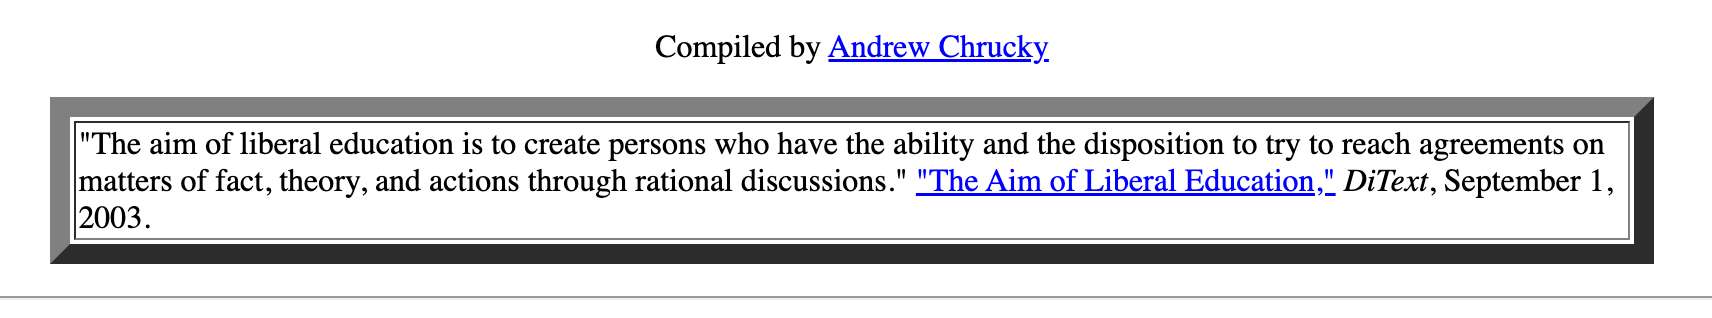 Compiled by Andrew Chrucky
"The aim of liberal education is to create persons who have the ability and the disposition to try to reach agreements on
matters of fact, theory, and actions through rational discussions." "The Aim of Liberal Education," DiText, September 1,
2003.